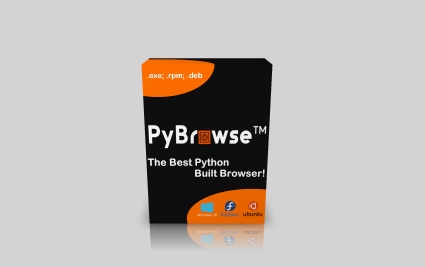 .exe; .rpm; .deb
PyBrowse™
The Best Python
Built Browser!
ubuntu